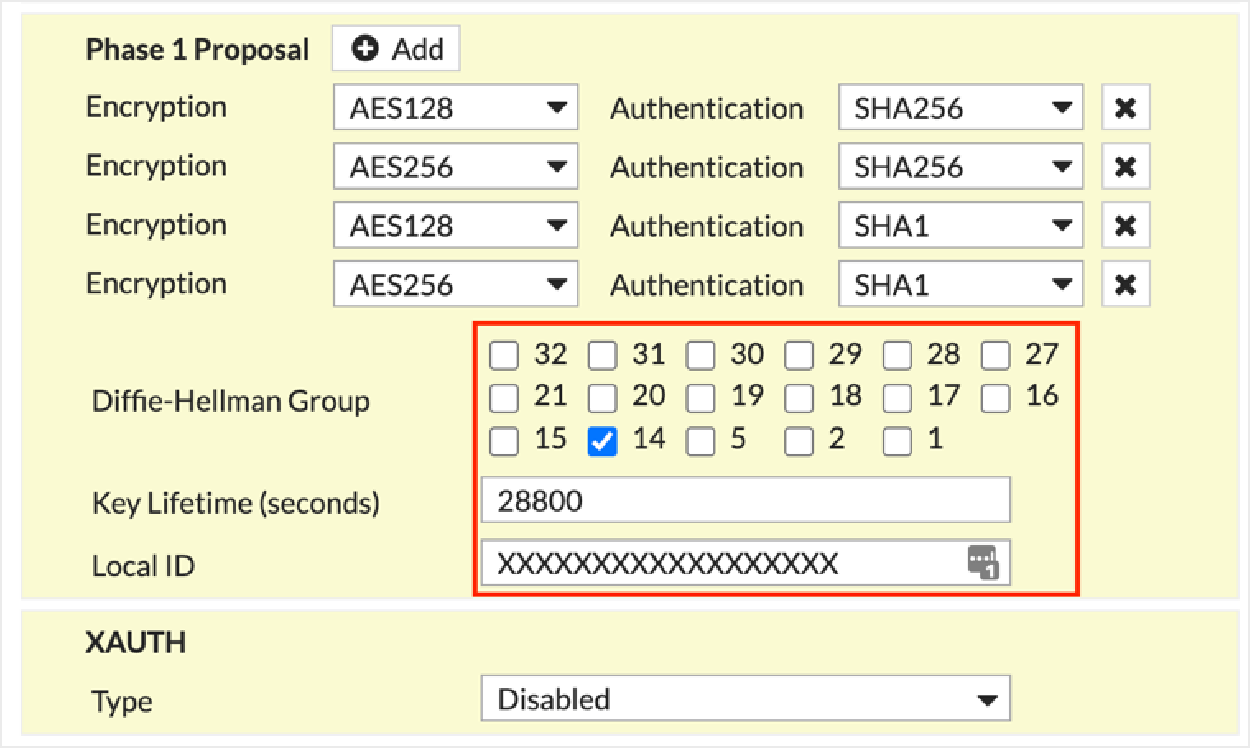 Phase 1 Proposal Add
Encryption AES128 Authentication SHA256
Encryption AES256 Authentication SHA256
Encryption AES128 Authentication SHA1
Encryption AES256 Authentication SHA1
Diffie-Hellman Group
32 31 30 29 28 27
21 20 19 18 17 16
15 14 5 2 1
Key Lifetime (seconds) 28800
Local ID XXXXXXXXXXXXXXXXXX 1
XAUTH
Type Disabled